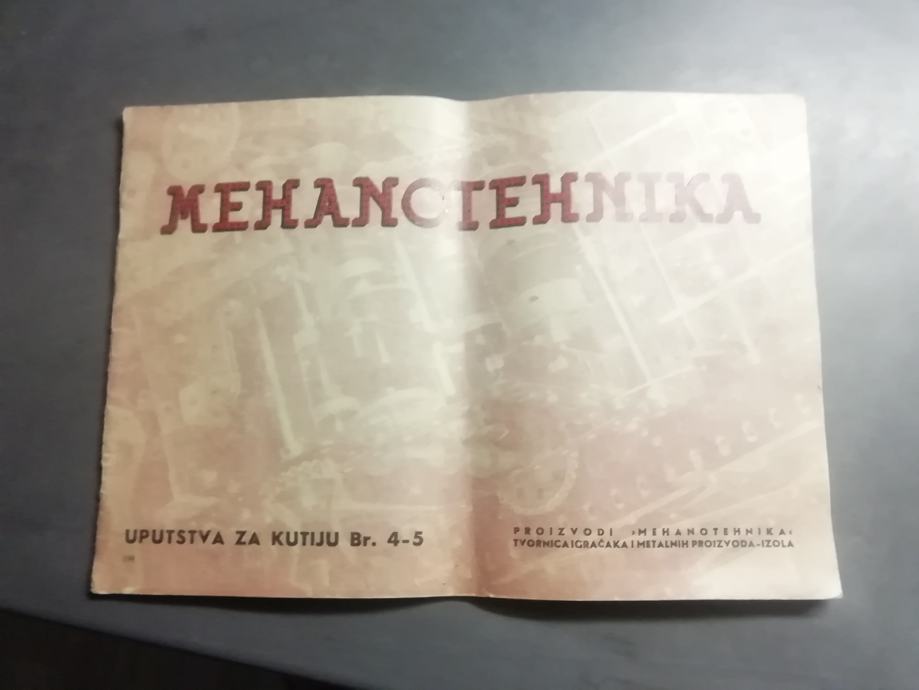 MEHANOTEHNIKA
UPUTSTVA ZA KUTIJU Br. 4-5
PROIZVODI ›MEHANOTEHNIKA‹
TVORNICA IGRAČAKA I METALNIH PROIZVODA-IZOLA